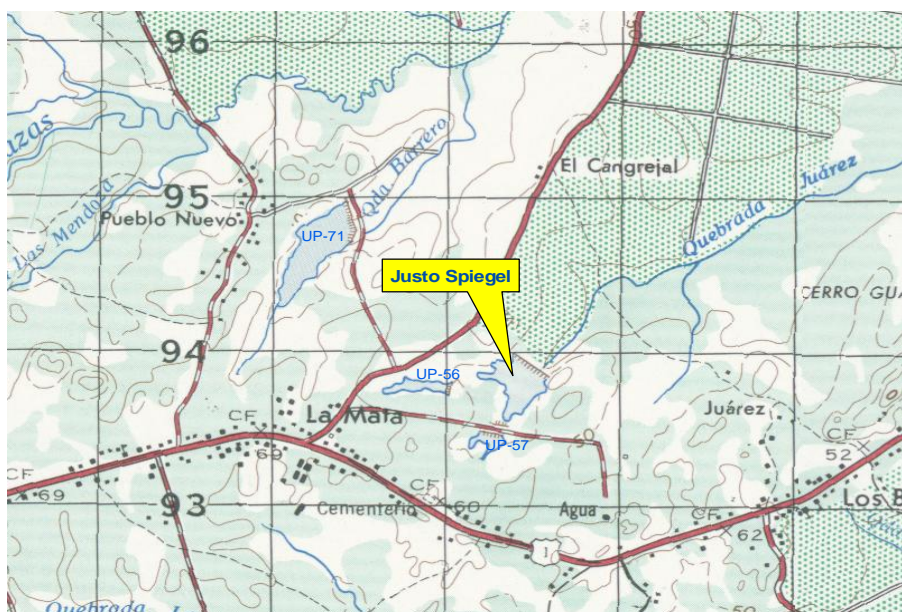 96
Quebrada Juárez
El Cangrejal
Qda Barrero
95
Pueblo Nuevo
Las Mendoza
UP-71
Justo Spiegel
CERRO GUA
94
UP-56
La Mata
Juárez
CF
69
UP-57
60
CF
52
CF
69
93
Cementerio
CF
60
Agua
Los B
CF
62
1
Quebrada